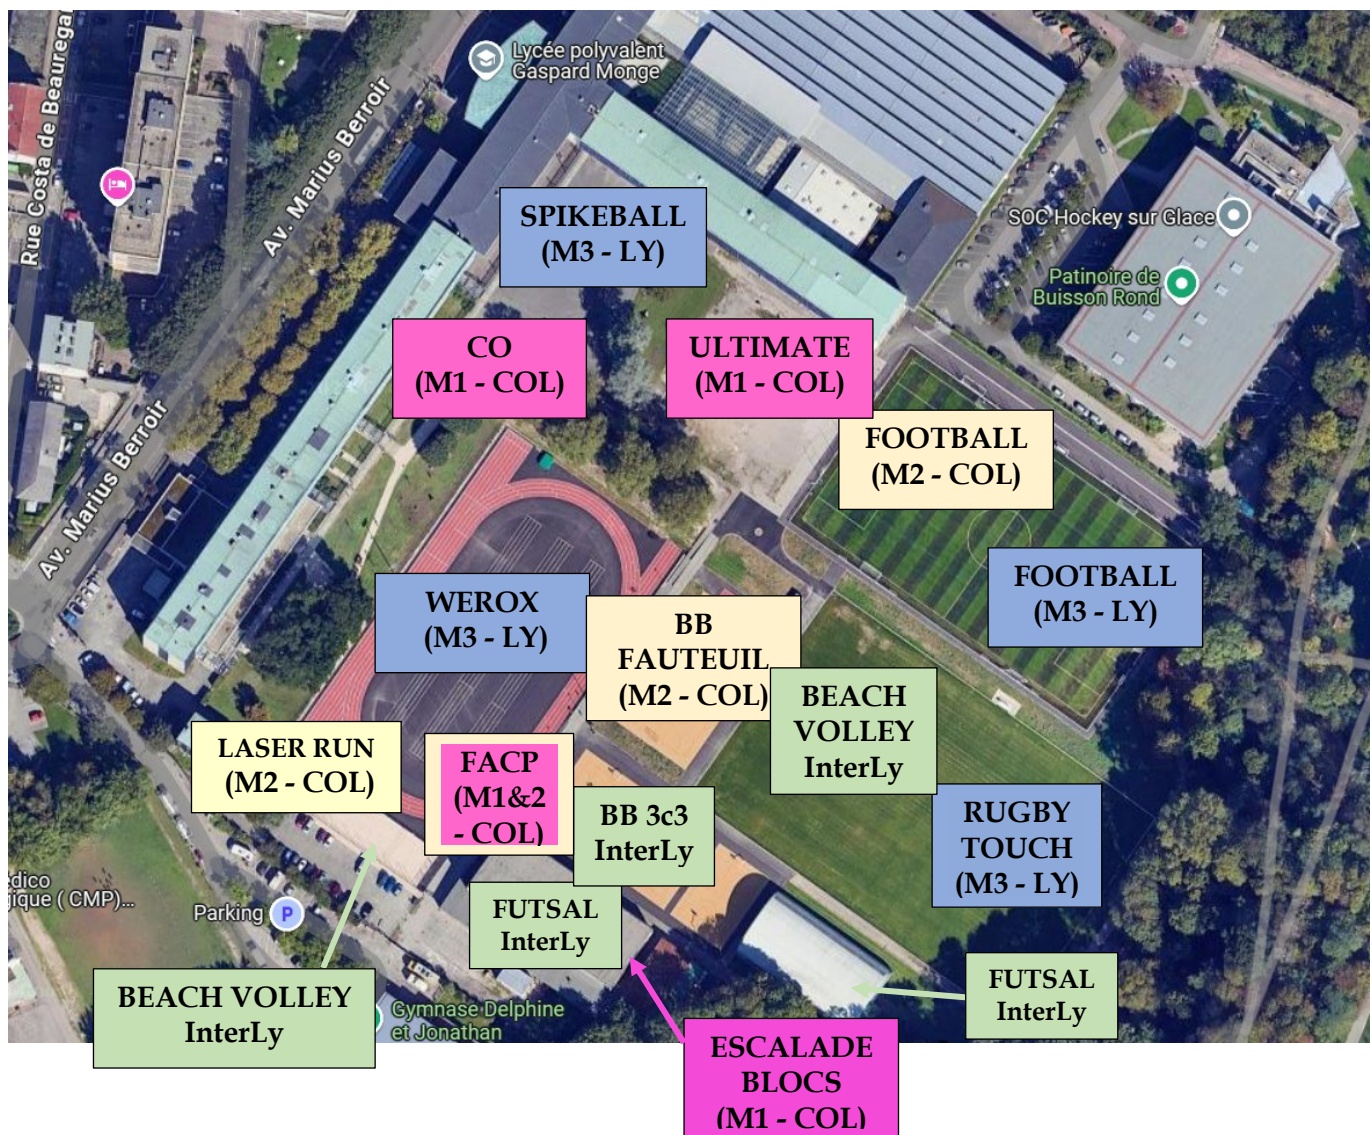 Lycée polyvalent
Gaspard Monge
Rue Costa de Beauregar
Av. Marius Berroir
SPIKEBALL
(M3 - LY)
SOC Hockey sur Glace
Patinoire de
Buisson Rond
CO
(M1 - COL)
ULTIMATE
(M1 - COL)
FOOTBALL
(M2 - COL)
Av. Marius Berroir
FOOTBALL
(M3 - LY)
WEROX
(M3 - LY)
BB
FAUTEUIL
(M2 - COL)
BEACH
VOLLEY
InterLy
LASER RUN
(M2 - COL)
FACP
(M1&2
- COL)
BB 3c3
InterLy
RUGBY
TOUCH
(M3 - LY)
édico
gique ( CMP)...
Parking
P
FUTSAL
InterLy
BEACH VOLLEY
InterLy
FUTSAL
InterLy
Gymnase Delphine
et Jonathan
ESCALADE
BLOCS
(M1 - COL)